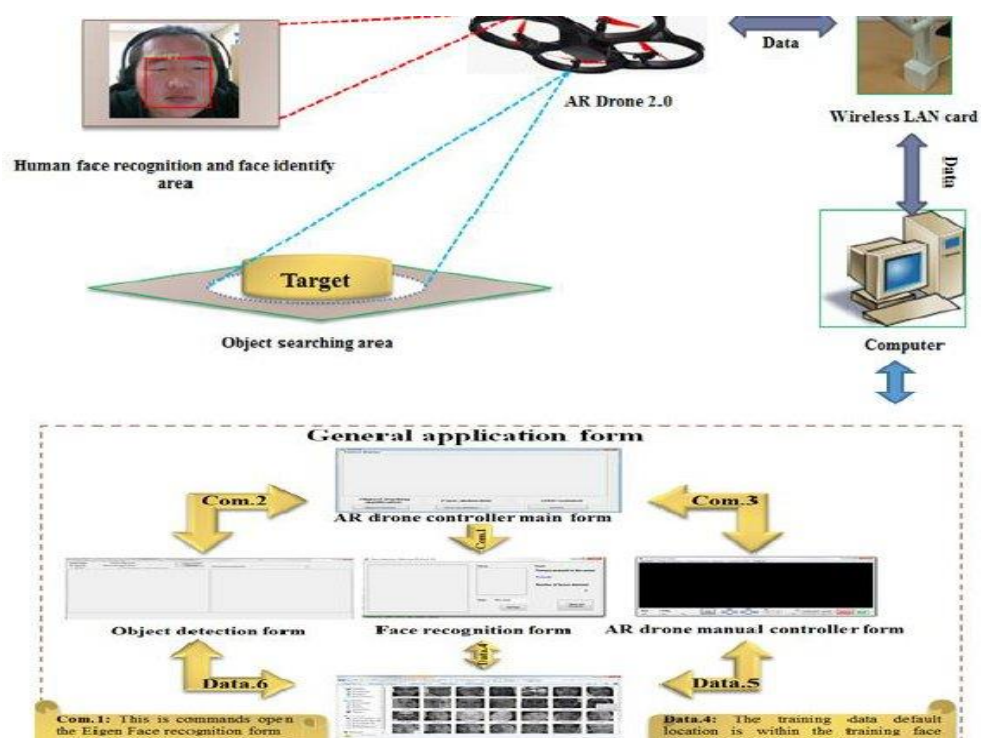 Data
AR Drone 2.0
Wireless LAN card
Human face recognition and face identify
area
Data
Target
Object searching area
Computer
General application form
Com.2
Com.3
AR drone controller main form
Com.1
Object detection form
Face recognition form
AR drone manual controller form
Data.6
Data.4
Data.5
Com.1: This is commands open
the Eigen Face recognition form
Data.4: The training data default
location is within the training face